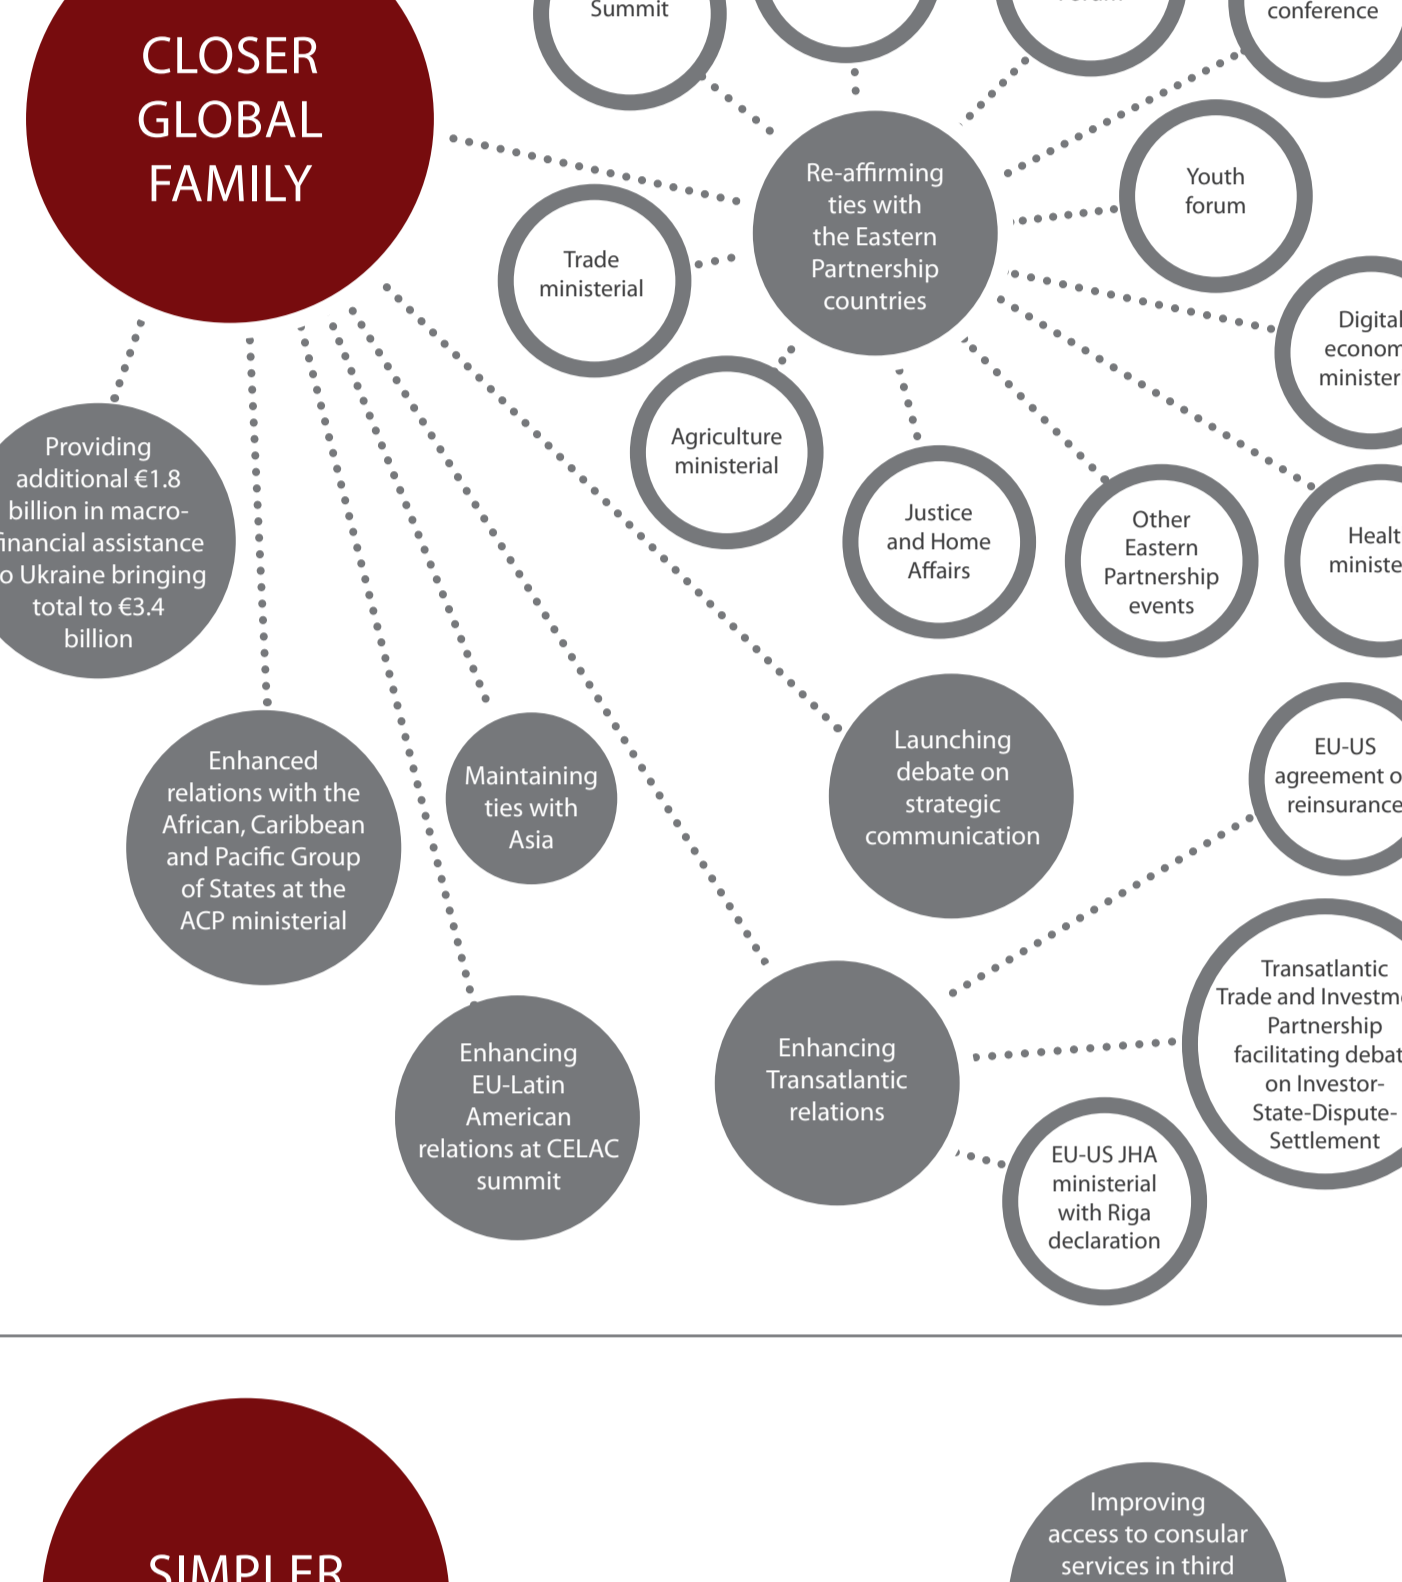 Summit
conference
CLOSER
GLOBAL
FAMILY
Re-affirming
ties with
the Eastern
Partnership
countries
Youth
forum
Trade
ministerial
Digital
Agriculture
ministerial
Providing
additional €1.8
billion in macro-
financial assistance
Ukraine bringing
total to €3.4
billion
Justice
and Home
Affairs
Other
Eastern
Partnership
events
Enhanced
relations with the
African, Caribbean
and Pacific Group
of States at the
ACP ministerial
Maintaining
ties with
Asia
Launching
debate on
strategic
communication
EU-US
agreement
reinsurance
Enhancing
EU-Latin
American
relations at CELAC
summit
Enhancing
Transatlantic
relations
Transatlantic
Trade and
Partnership
facilitating
on Investor-
State-Dispute-
Settlement
EU-US JHA
ministerial
with Riga
declaration
SIMPLER
Improving
access to consular
services in third